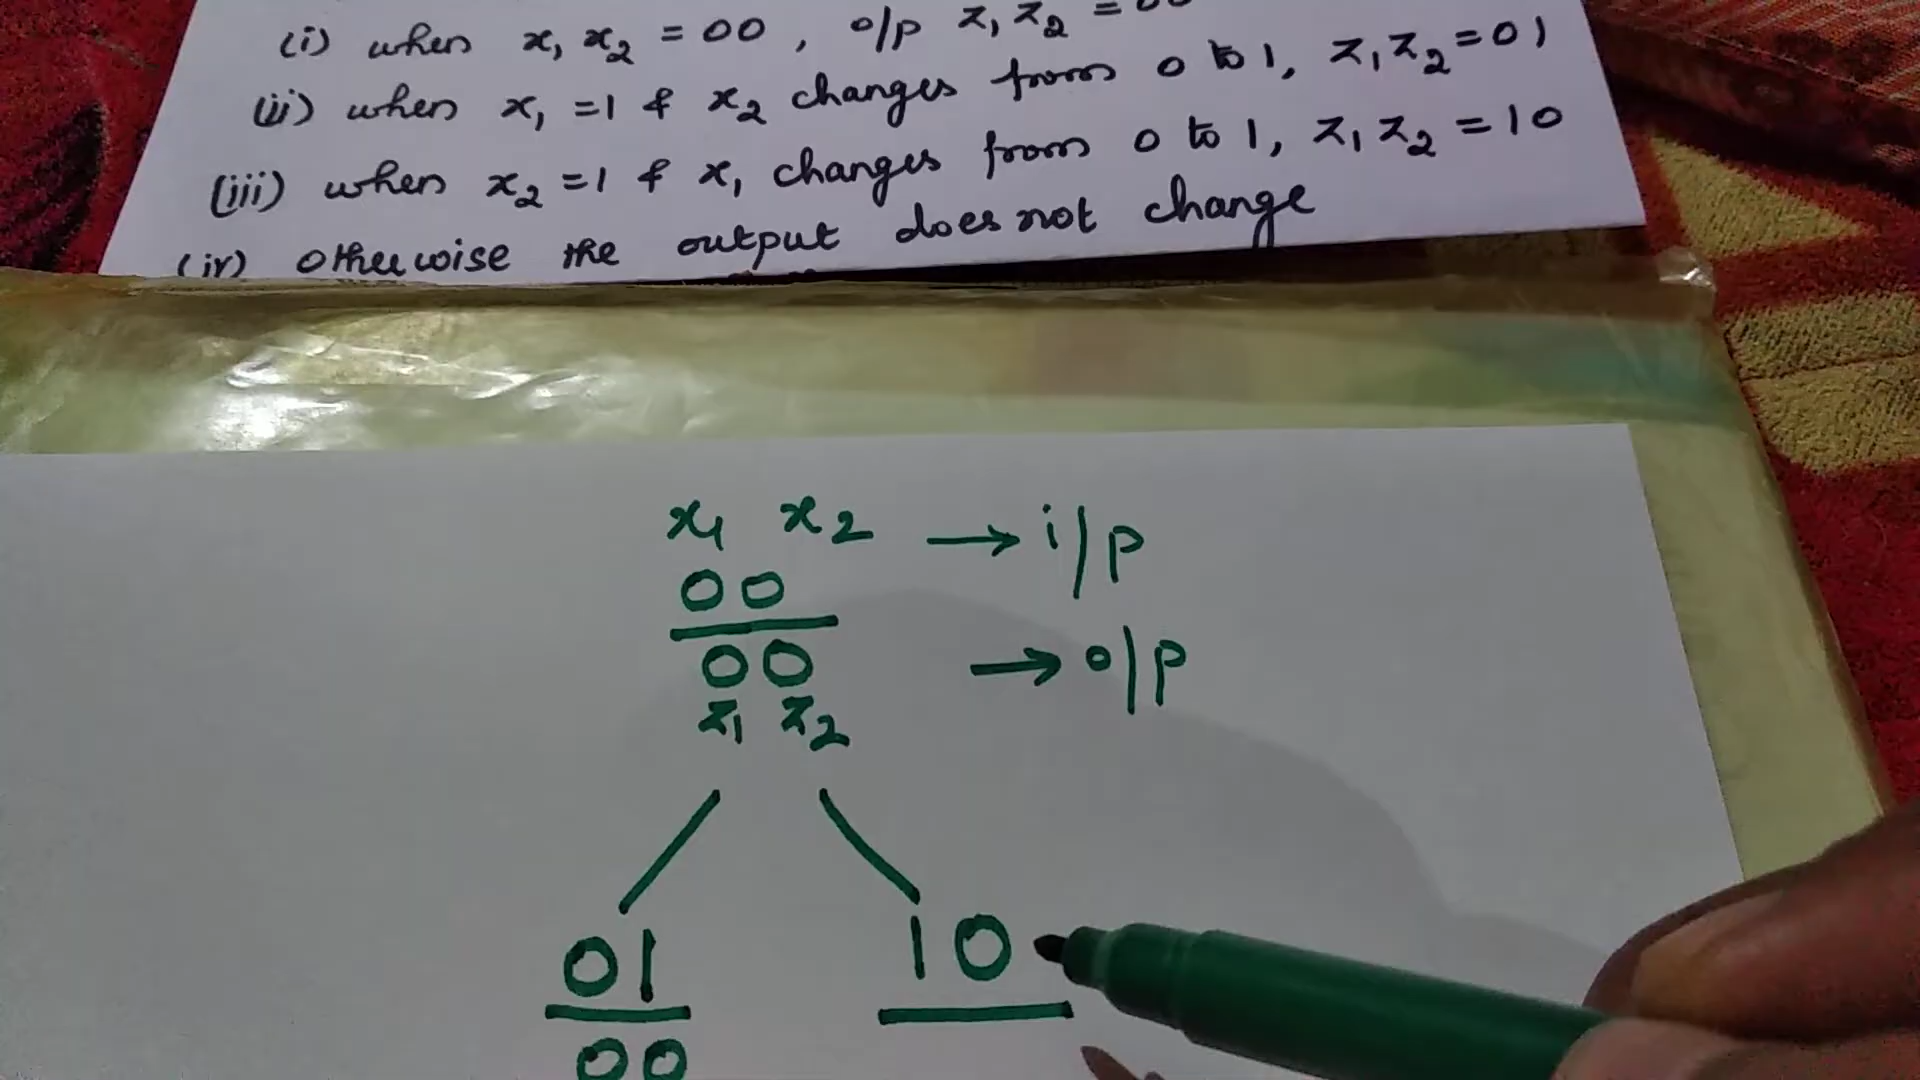 (i) when x1 x2 = 00, o/p z1 z2 = 00
(ii) when x1 = 1 & x2 changes from 0 to 1, z1 z2 = 01
(iii) when x2 = 1 & x1 changes from 0 to 1, z1 z2 = 10
(iv) otherwise the output does not change
x1 x2 → i/p
00
00 → o/p
z1 z2
01 10
00